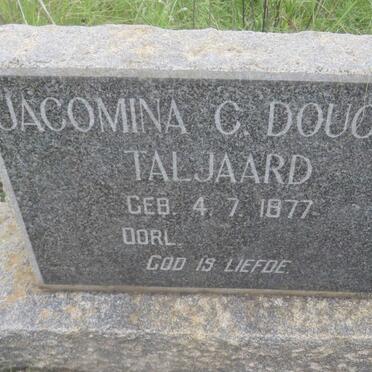 JACOMINA C. DOUG
TALJAARD
GEB. 4. 7. 1877
OORL.
GOD IS LIEFDE.